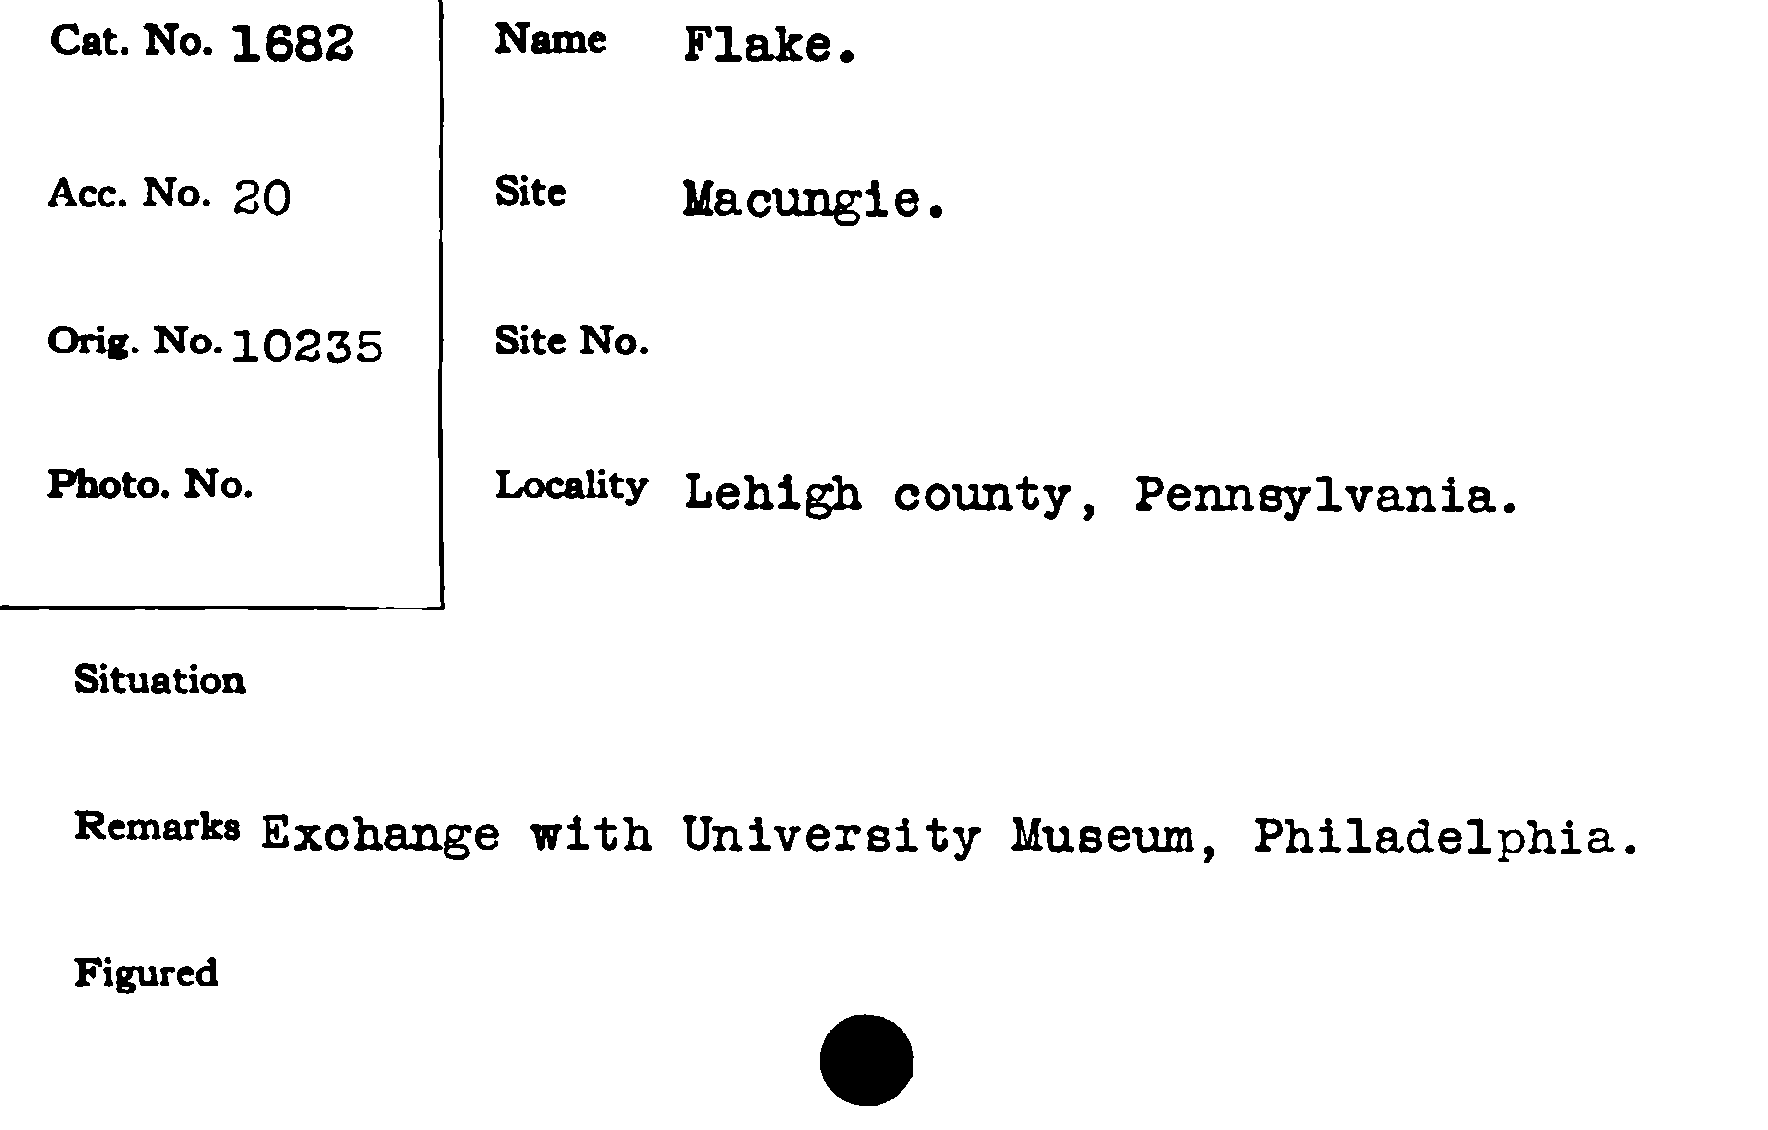 Cat. No. 1682
Name Flake.
Acc. No. 20
Site Macungie.
Orig. No. 10235
Site No.
Photo. No.
Locality Lehigh county, Pennsylvania.
Situation
Remarks Exchange with University Museum, Philadelphia.
Figured